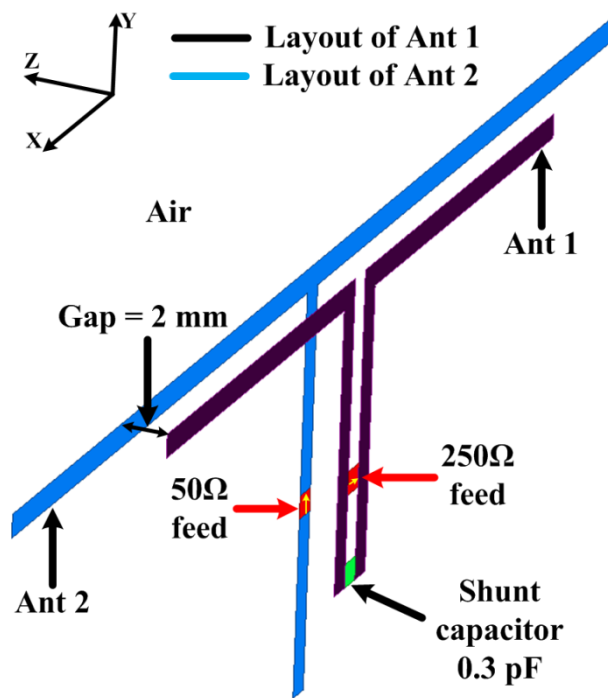 Y
Z
X
Layout of Ant 1
Layout of Ant 2
Air
Ant 1
Gap = 2 mm
50Ω
feed
250Ω
feed
Ant 2
Shunt
capacitor
0.3 pF